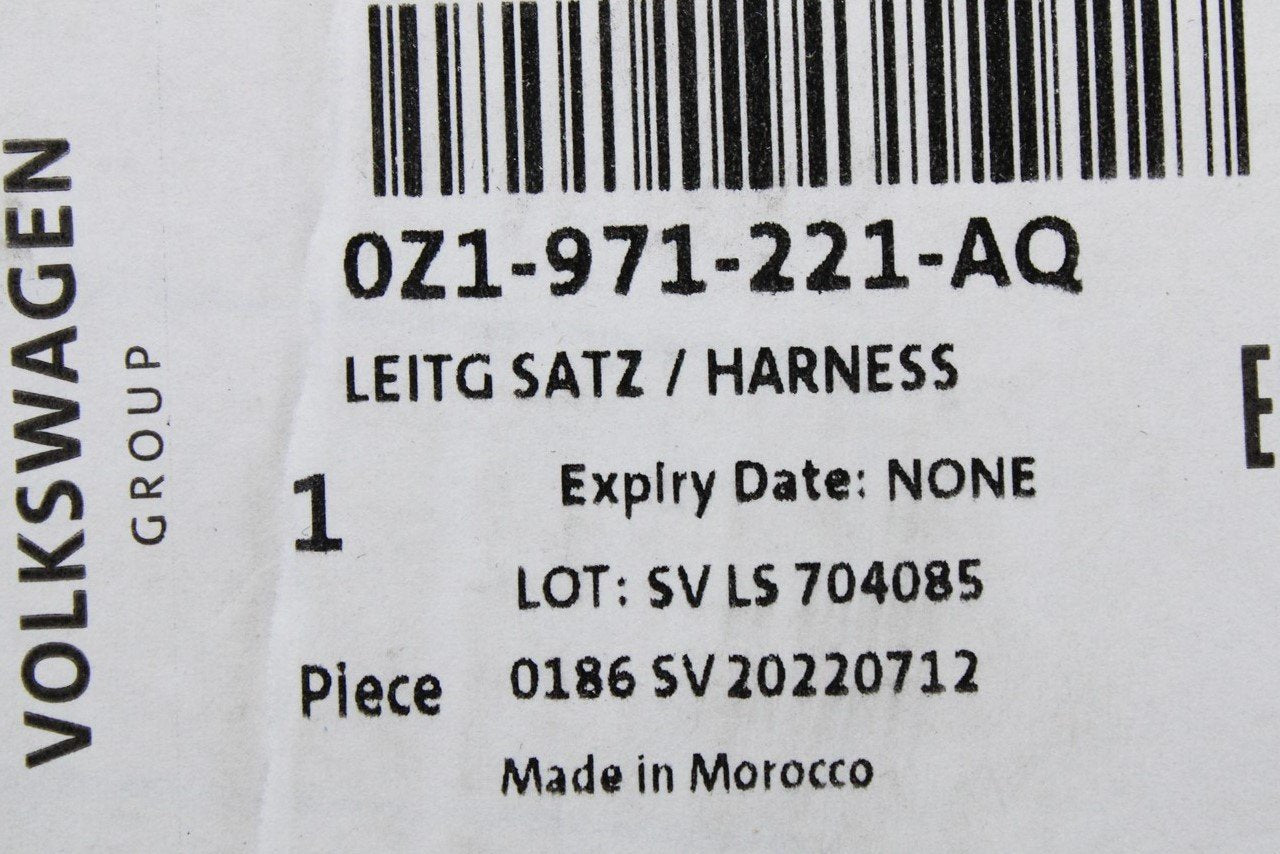 VOLKSWAGEN
GROUP
0Z1-971-221-AQ
LEITG SATZ / HARNESS
E
1
Expiry Date: NONE
LOT: SV LS 704085
Piece
0186 SV 20220712
Made in Morocco